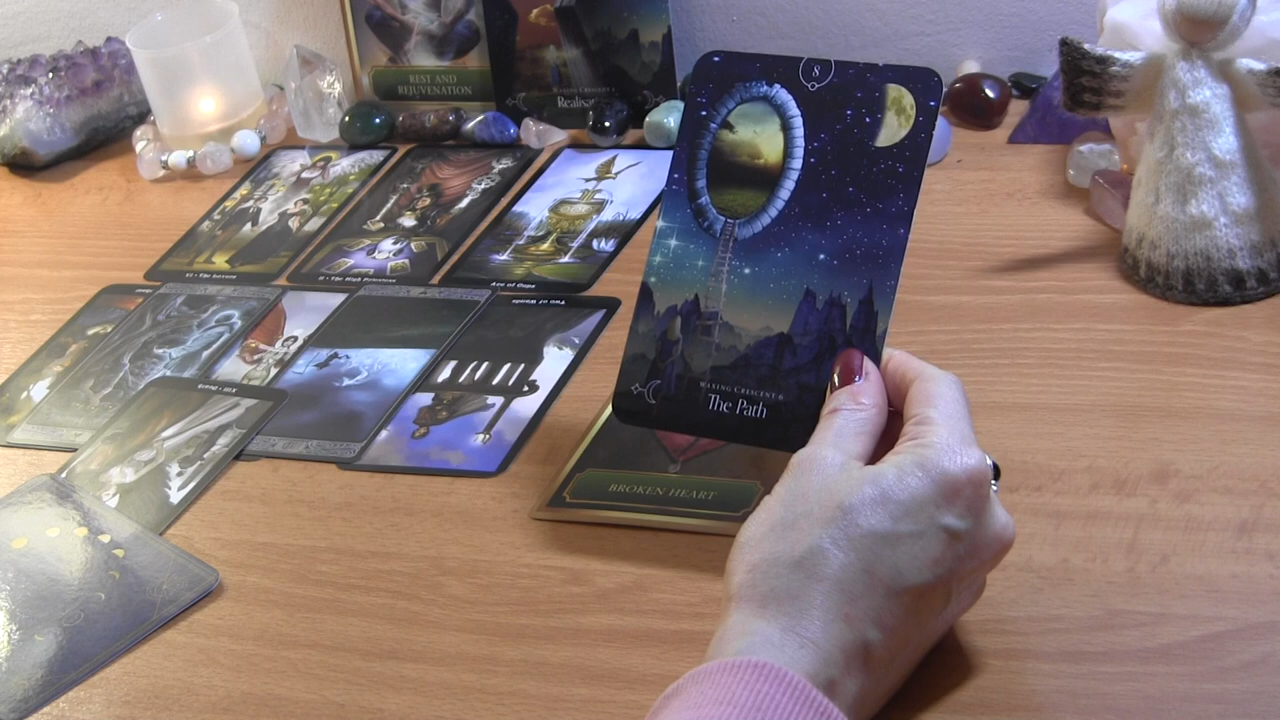 REST AND
REJUVENATION
8
VI • The Lovers
II • The High Priestess
Ace of Cups
Two of Wands
WAXING CRESCENT 6
The Path
BROKEN HEART